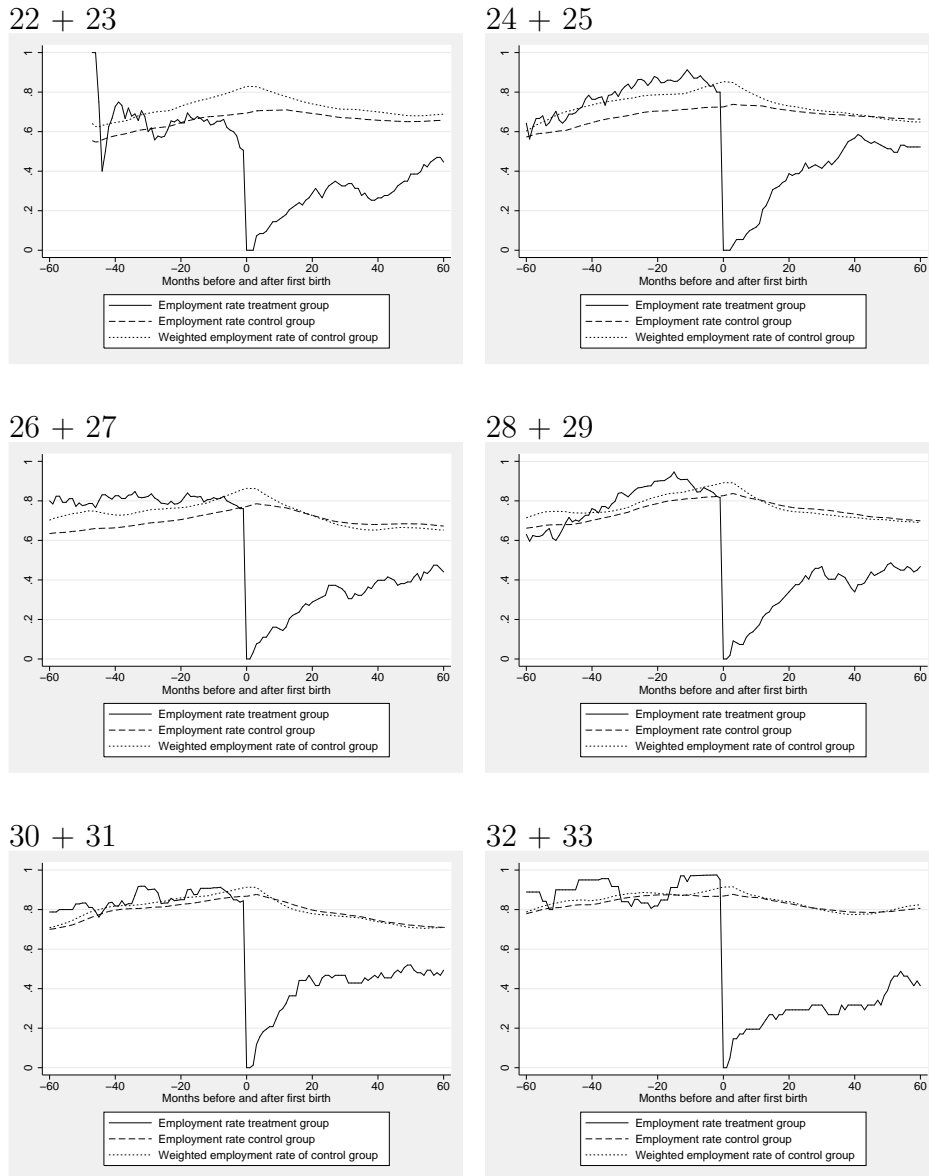 22 + 23
1
.8
.6
.4
.2
0
−60 −40 −20 0 20 40 60
Months before and after first birth
Employment rate treatment group
Employment rate control group
Weighted employment rate of control group
24 + 25
1
.8
.6
.4
.2
0
−60 −40 −20 0 20 40 60
Months before and after first birth
Employment rate treatment group
Employment rate control group
Weighted employment rate of control group
26 + 27
1
.8
.6
.4
.2
0
−60 −40 −20 0 20 40 60
Months before and after first birth
Employment rate treatment group
Employment rate control group
Weighted employment rate of control group
28 + 29
1
.8
.6
.4
.2
0
−60 −40 −20 0 20 40 60
Months before and after first birth
Employment rate treatment group
Employment rate control group
Weighted employment rate of control group
30 + 31
1
.8
.6
.4
.2
0
−60 −40 −20 0 20 40 60
Months before and after first birth
Employment rate treatment group
Employment rate control group
Weighted employment rate of control group
32 + 33
1
.8
.6
.4
.2
0
−60 −40 −20 0 20 40 60
Months before and after first birth
Employment rate treatment group
Employment rate control group
Weighted employment rate of control group